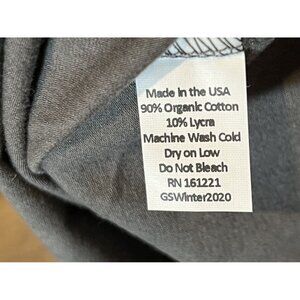 Made in the USA
90% Organic Cotton
10% Lycra
Machine Wash Cold
Dry on Low
Do Not Bleach
RN 161221
GSWinter2020